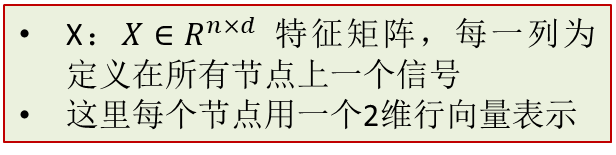 • X：X ∈ R^{n×d} 特征矩阵，每一列为
定义在所有节点上一个信号
• 这里每个节点用一个2维行向量表示